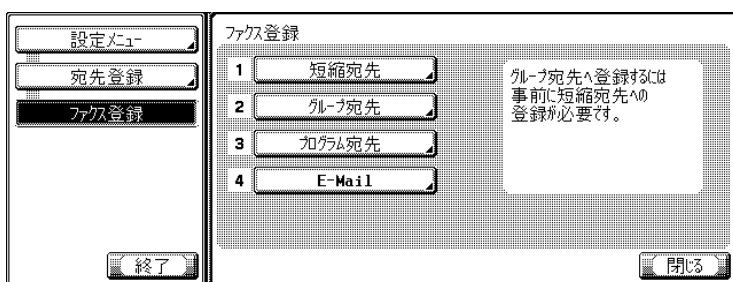 設定メニュー
宛先登録
ファクス登録
終了
ファクス登録
1 短縮宛先
2 グループ宛先
3 プログラム宛先
4 E-Mail
グループ宛先へ登録するには
事前に短縮宛先への
登録が必要です。
閉じる